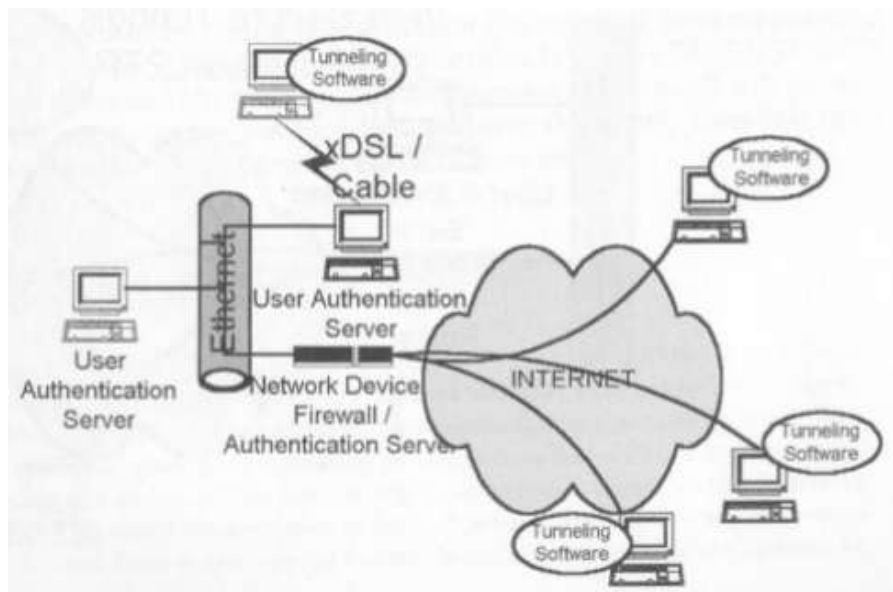 Tunneling
Software
xDSL /
Cable
Tunneling
Software
Ethernet
User Authentication
Server
User
Authentication
Server
INTERNET
Network Device
Firewall /
Authentication Server
Tunneling
Software
Tunneling
Software